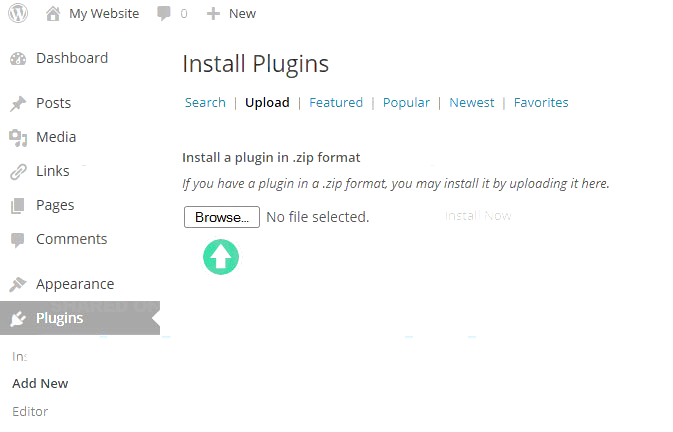 My Website 0 New
Dashboard
Posts
Media
Links
Pages
Comments
Appearance
Plugins
In
Add New
Editor
Install Plugins
Search | Upload | Featured | Popular | Newest | Favorites
Install a plugin in .zip format
If you have a plugin in a .zip format, you may install it by uploading it here.
Browse... No file selected.
Install Now